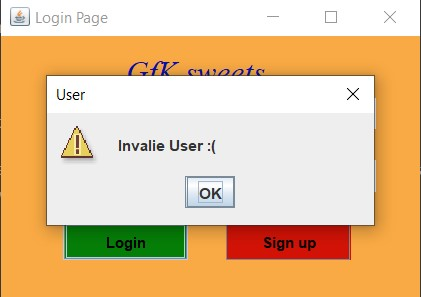 Login Page
GfK sweets
User
Invalie User :(
OK
Login
Sign up